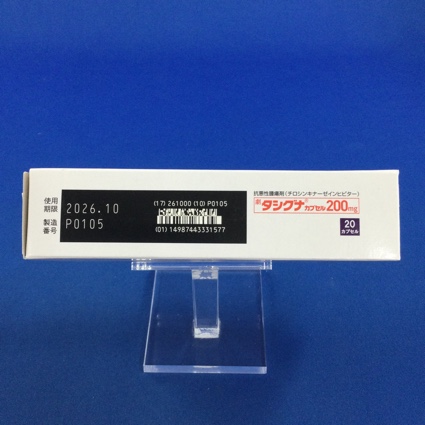 使用
期限 2026.10
製造
番号 P0105
(17) 261000 (10) P0105
(01) 14987443331577
抗悪性腫瘍剤(チロシンキナーゼインヒビター)
劇 タシグナ®カプセル200mg
20
カプセル